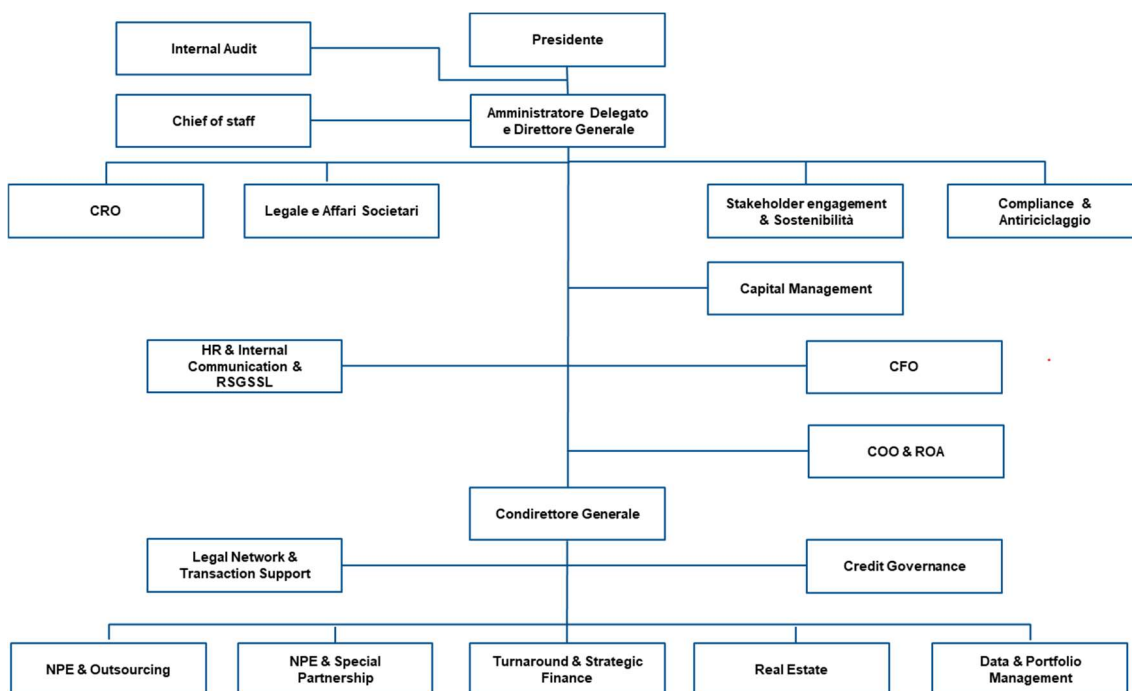 Presidente
Internal Audit
Amministratore Delegato
e Direttore Generale
Chief of staff
CRO
Legale e Affari Societari
Stakeholder engagement
& Sostenibilità
Compliance &
Antiriciclaggio
Capital Management
HR & Internal
Communication &
RSGSSL
CFO
COO & ROA
Condirettore Generale
Legal Network &
Transaction Support
Credit Governance
NPE & Outsourcing
NPE & Special
Partnership
Turnaround & Strategic
Finance
Real Estate
Data & Portfolio
Management